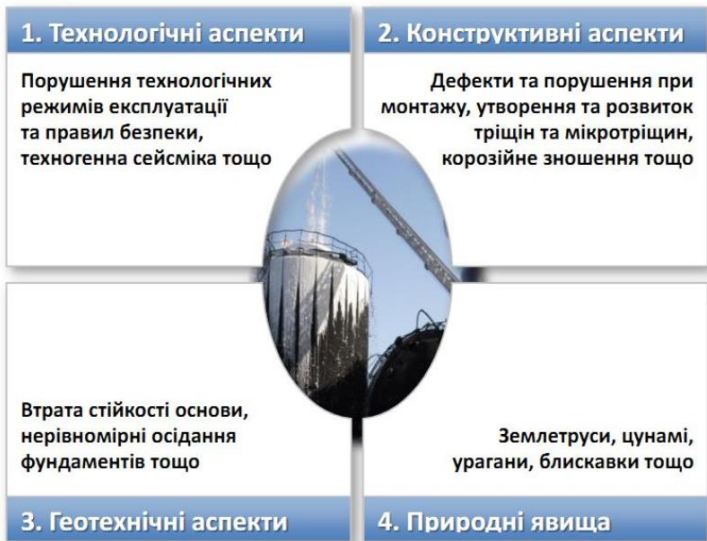 1. Технологічні аспекти
Порушення технологічних
режимів експлуатації
та правил безпеки,
техногенна сейсміка тощо
2. Конструктивні аспекти
Дефекти та порушення при
монтажу, утворення та розвиток
тріщин та мікротріщин,
корозійне зношення тощо
Втрата стійкості основи,
нерівномірні осідання
фундаментів тощо
3. Геотехнічні аспекти
Землетруси, цунамі,
урагани, блискавки тощо
4. Природні явища